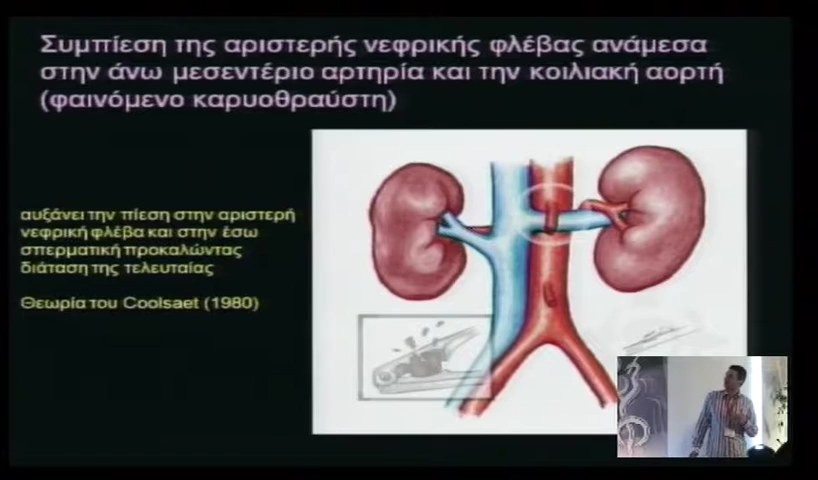 Συμπίεση της αριστερής νεφρικής φλέβας ανάμεσα
στην άνω μεσεντέριο αρτηρία και την κοιλιακή αορτή
(φαινόμενο καρυοθραύστη)
αυξάνει την πίεση στην αριστερή
νεφρική φλέβα και στην έσω
σπερματική προκαλώντας
διάταση της τελευταίας
Θεωρία του Coolsaet (1980)